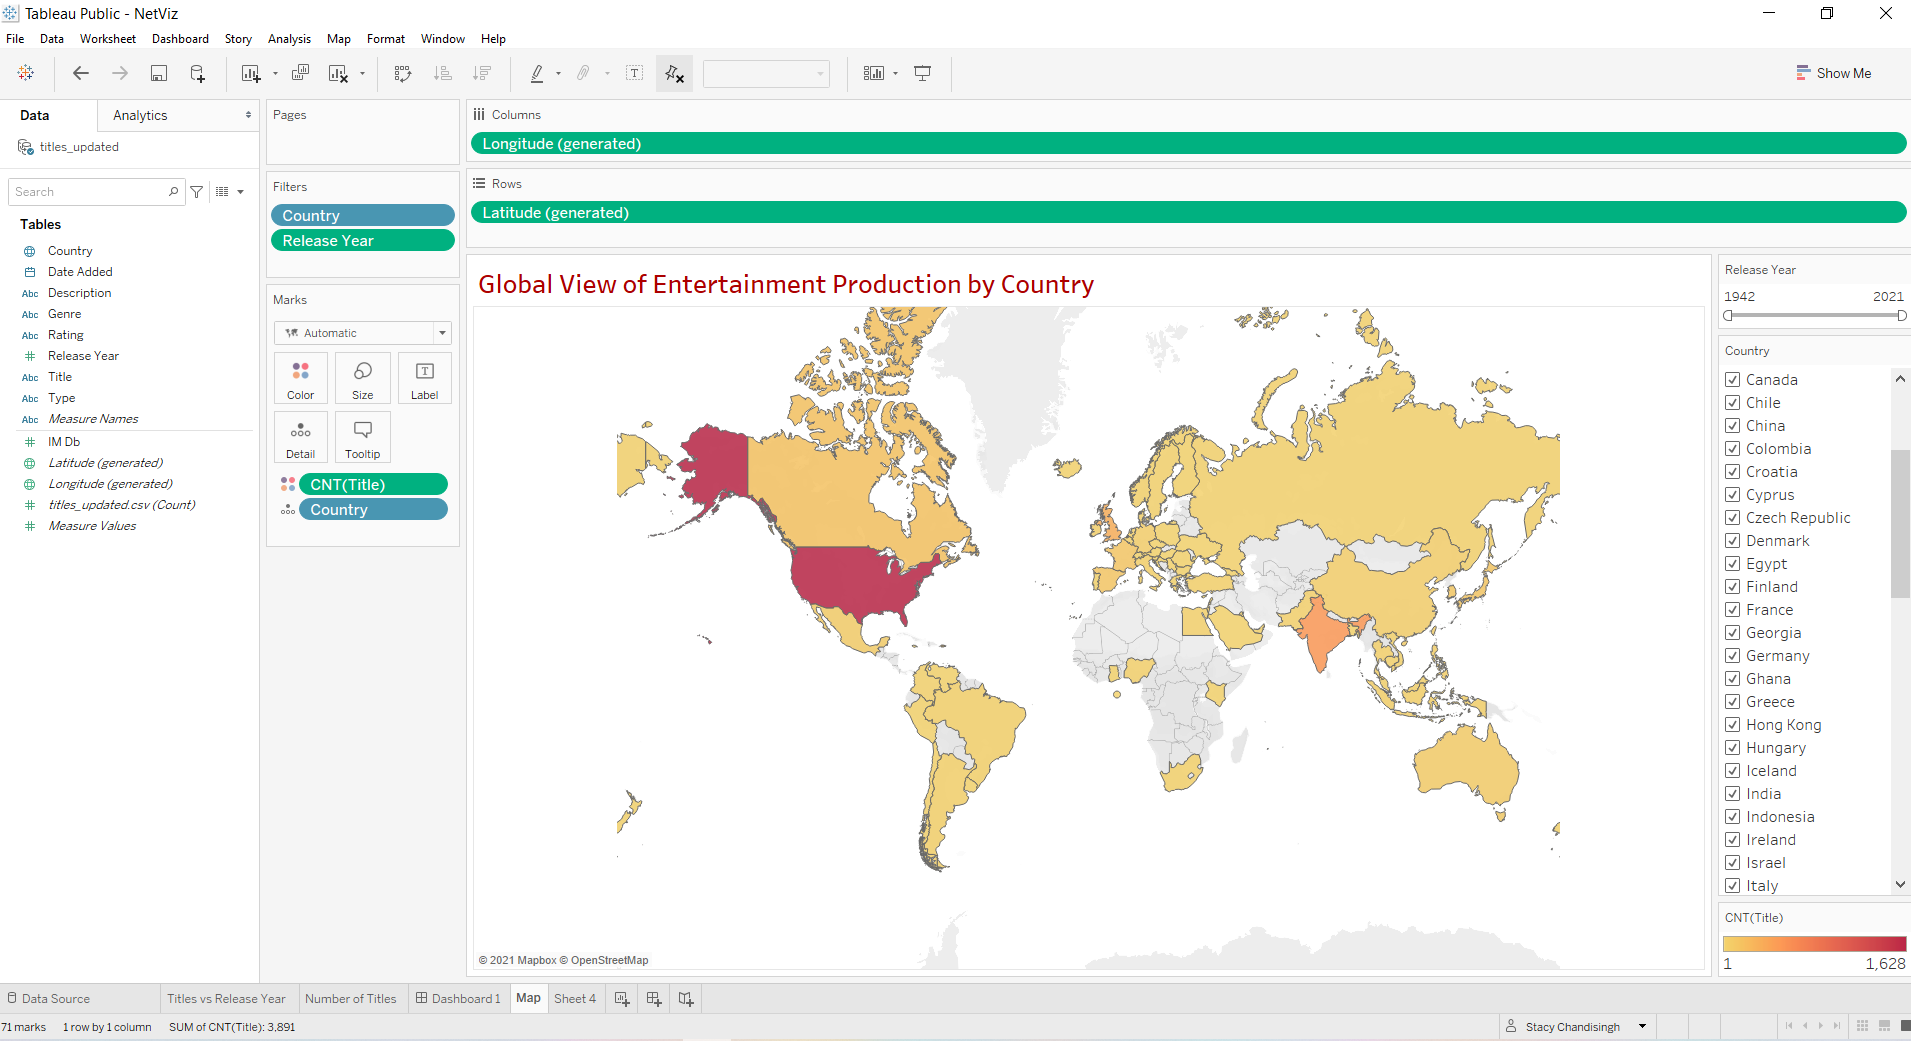 Tableau Public - NetViz
File Data Worksheet Dashboard Story Analysis Map Format Window Help
Show Me
Data
Analytics
titles_updated
Search
Tables
Country
Date Added
Abc Description
Abc Genre
Abc Rating
Release Year
Abc Title
Abc Type
Abc Measure Names
IM Db
Latitude (generated)
Longitude (generated)
titles_updated.csv (Count)
Measure Values
Pages
Filters
Country
Release Year
Marks
Automatic
Color Size Label
Detail Tooltip
CNT(Title)
Country
Columns
Longitude (generated)
Rows
Latitude (generated)
Global View of Entertainment Production by Country
© 2021 Mapbox © OpenStreetMap
Release Year
1942 2021
Country
Canada
Chile
China
Colombia
Croatia
Cyprus
Czech Republic
Denmark
Egypt
Finland
France
Georgia
Germany
Ghana
Greece
Hong Kong
Hungary
Iceland
India
Indonesia
Ireland
Israel
Italy
CNT(Title)
1 1,628
Data Source Titles vs Release Year Number of Titles Dashboard 1 Map Sheet 4
71 marks 1 row by 1 column SUM of CNT(Title): 3,891
Stacy Chandisingh